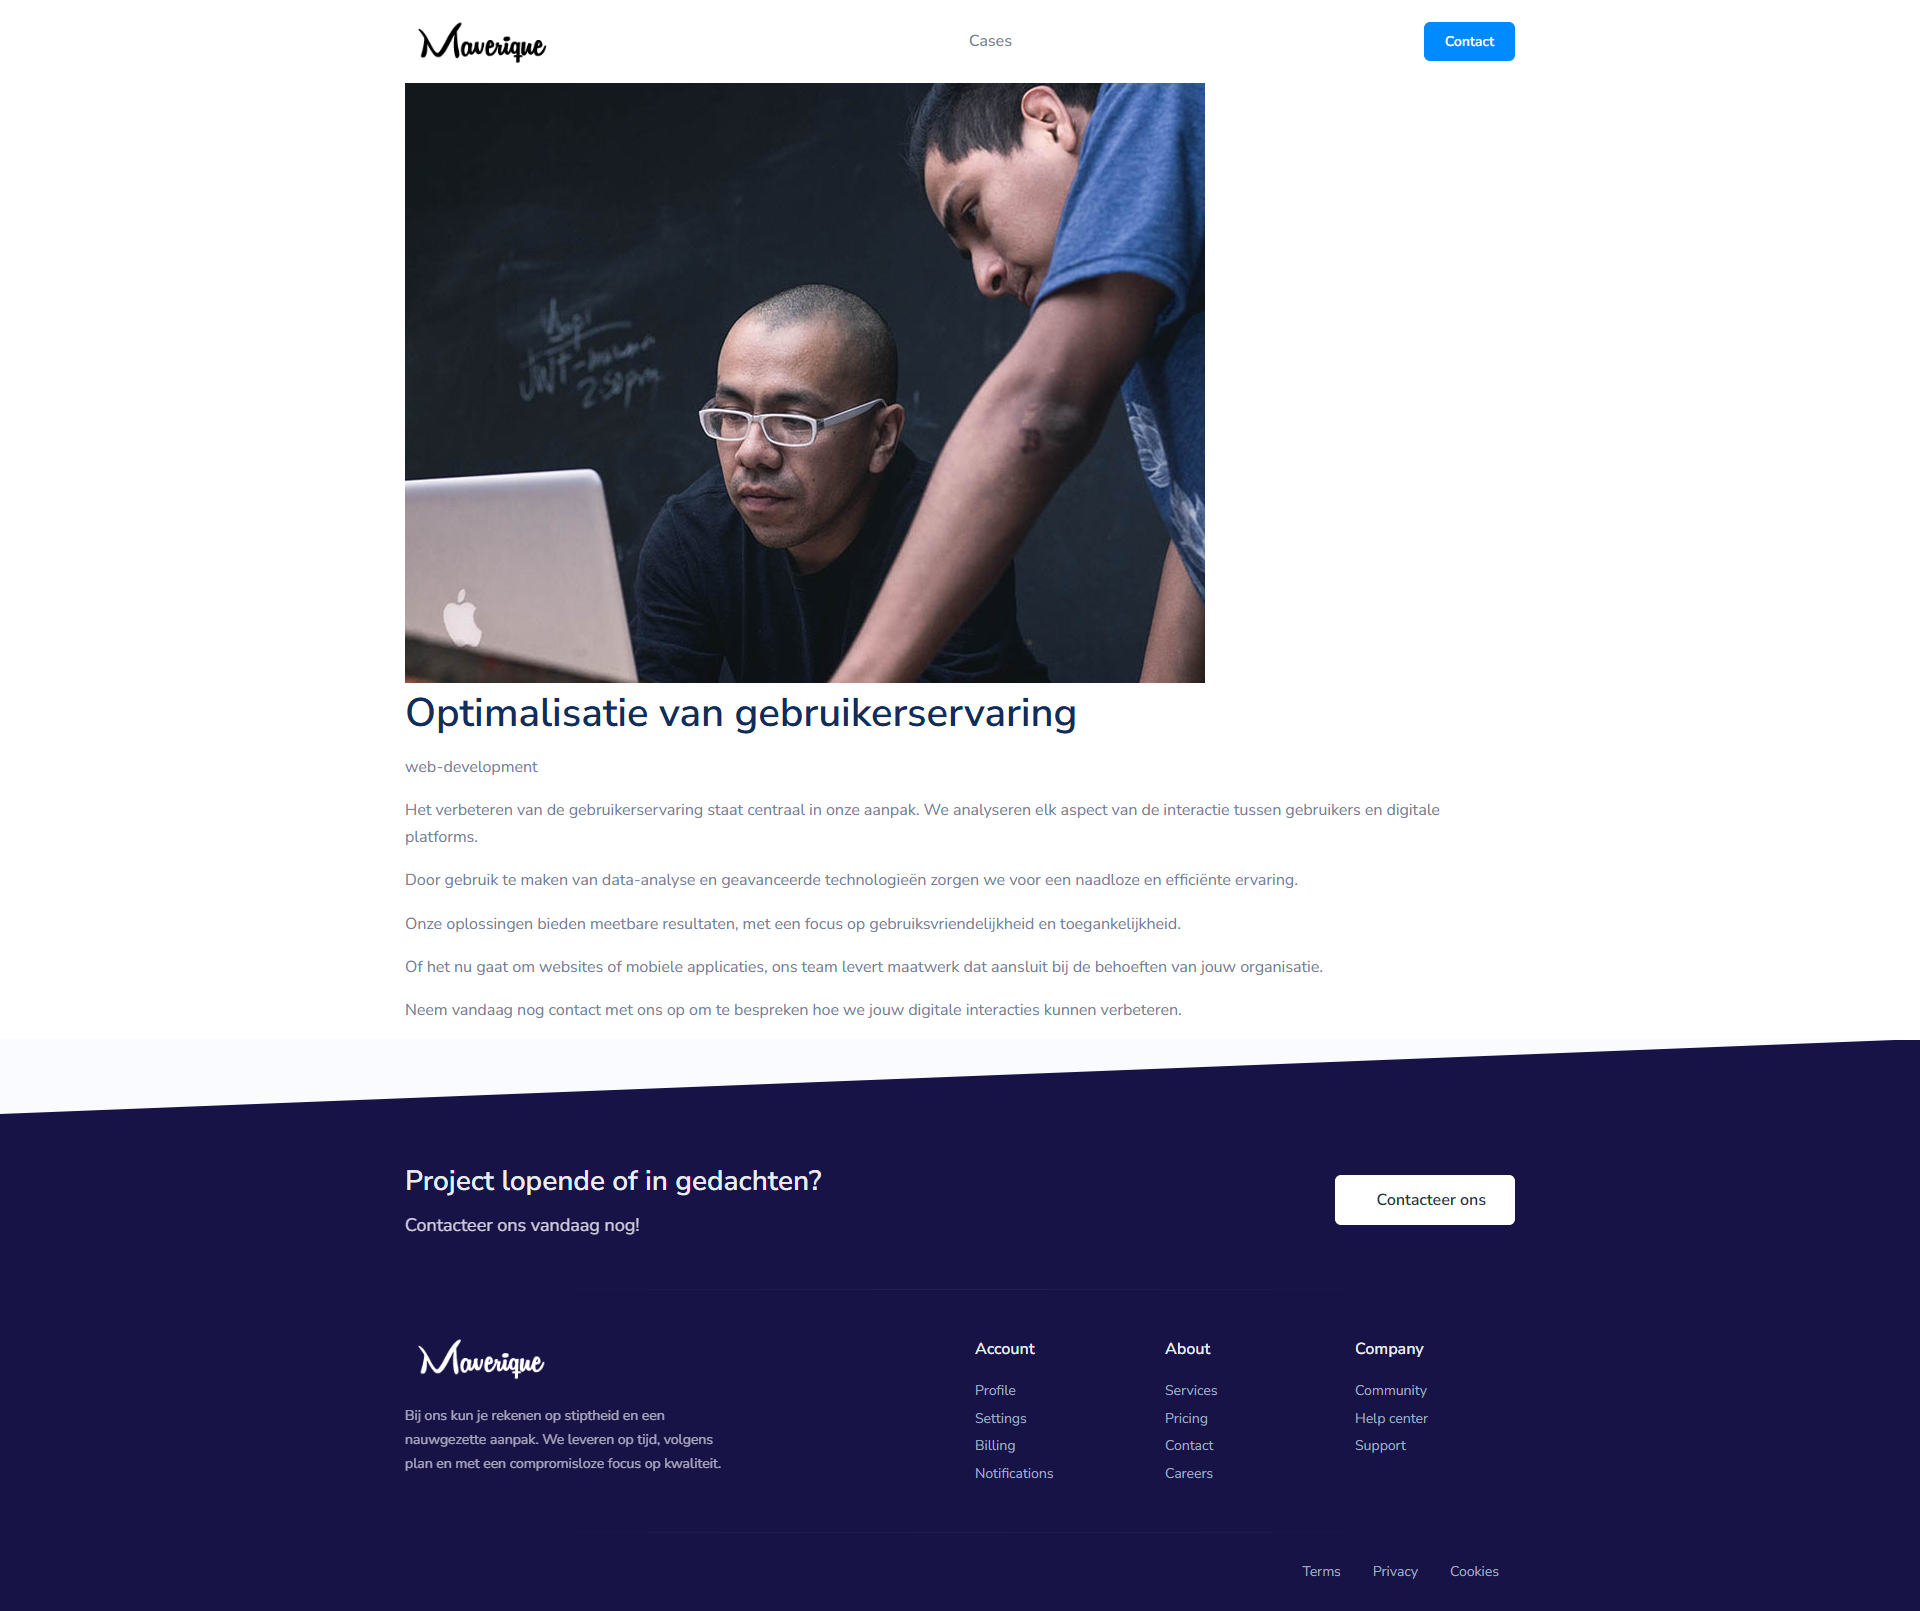 Maverique
Cases
Contact
JWT-
2:50pm
Optimalisatie van gebruikerservaring
web-development
Het verbeteren van de gebruikerservaring staat centraal in onze aanpak. We analyseren elk aspect van de interactie tussen gebruikers en digitale
platforms.
Door gebruik te maken van data-analyse en geavanceerde technologieën zorgen we voor een naadloze en efficiënte ervaring.
Onze oplossingen bieden meetbare resultaten, met een focus op gebruiksvriendelijkheid en toegankelijkheid.
Of het nu gaat om websites of mobiele applicaties, ons team levert maatwerk dat aansluit bij de behoeften van jouw organisatie.
Neem vandaag nog contact met ons op om te bespreken hoe we jouw digitale interacties kunnen verbeteren.
Project lopende of in gedachten?
Contacteer ons vandaag nog!
Contacteer ons
Maverique
Bij ons kun je rekenen op stiptheid en een
nauwgezette aanpak. We leveren op tijd, volgens
plan en met een compromisloze focus op kwaliteit.
Account
Profile
Settings
Billing
Notifications
About
Services
Pricing
Contact
Careers
Company
Community
Help center
Support
Terms
Privacy
Cookies